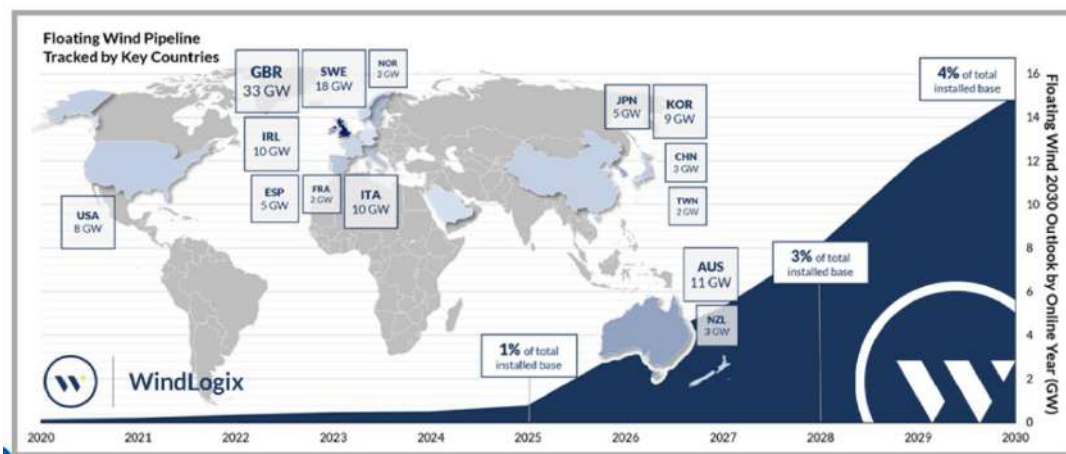 Floating Wind Pipeline
Tracked by Key Countries
GBR
33 GW
SWE
18 GW
NOR
2 GW
IRL
10 GW
ESP
5 GW
FRA
2 GW
ITA
10 GW
USA
8 GW
JPN
5 GW
KOR
9 GW
CHN
3 GW
TWN
2 GW
AUS
11 GW
NZL
3 GW
1% of total
installed base
3% of total
installed base
4% of total
installed base
WindLogix
16
14
12
10
8
6
4
2
0
Floating Wind 2030 Outlook by Online Year (GW)
2020
2021
2022
2023
2024
2025
2026
2027
2028
2029
2030